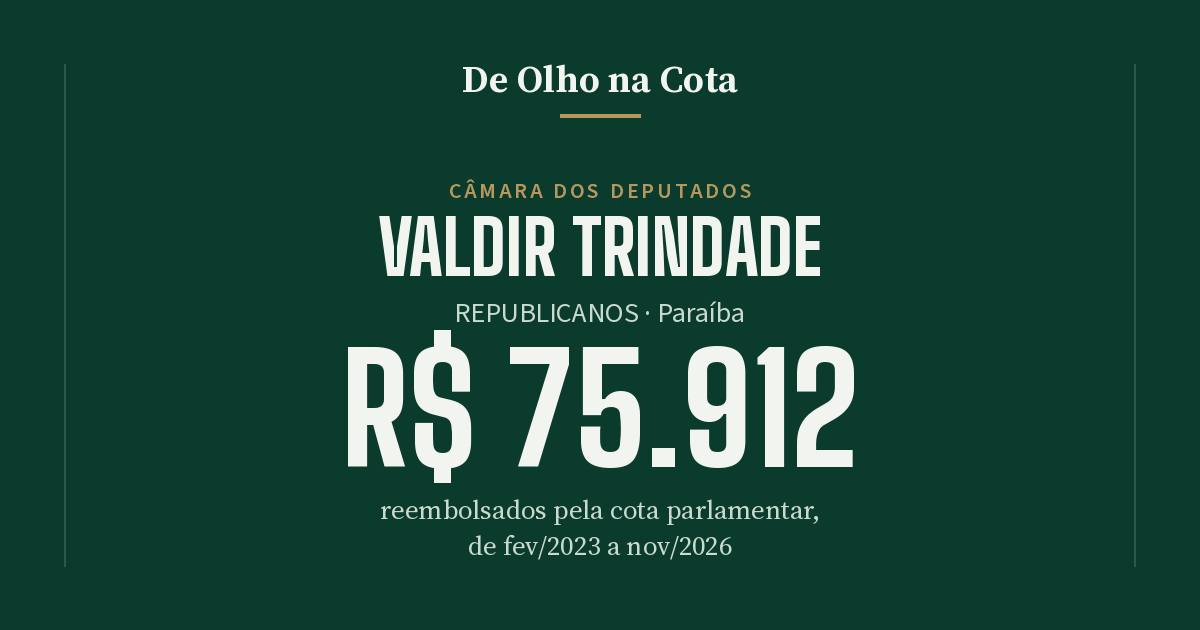 De Olho na Cota
CÂMARA DOS DEPUTADOS
VALDIR TRINDADE
REPUBLICANOS · Paraíba
R$ 75.912
reembolsados pela cota parlamentar,
de fev/2023 a nov/2026